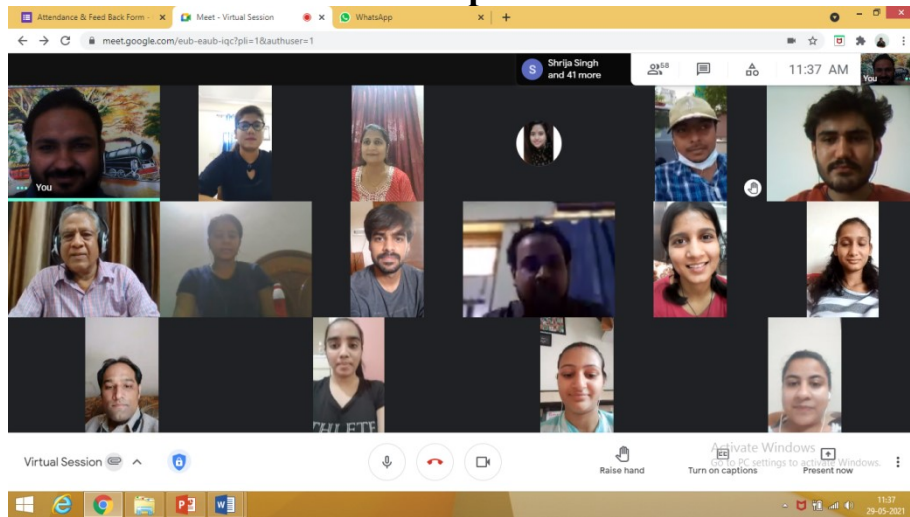 Attendance & Feed Back Form -
Meet - Virtual Session
WhatsApp
meet.google.com/eub-eaub-iqc?pli=1&authuser=1
S
Shrija Singh
and 41 more
58
11:37 AM
You
You
THLETE
Virtual Session
Raise hand
Turn on captions
Present now
Activate Windows
Go to PC settings to activate Windows.
11:37
29-05-2021